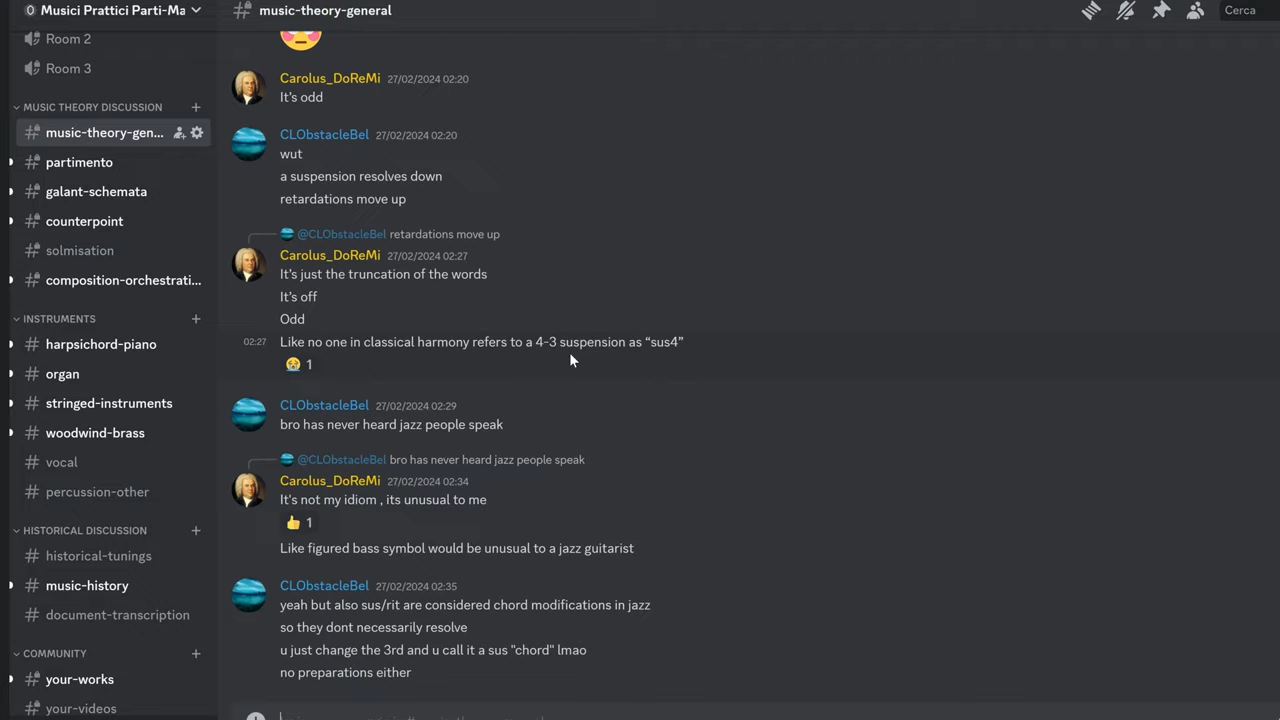 Musici Prattici Parti-Ma
music-theory-general
Cerca
Room 2
Room 3
MUSIC THEORY DISCUSSION
music-theory-gen...
partimento
galant-schemata
counterpoint
solmisation
composition-orchestrati...
INSTRUMENTS
harpsichord-piano
organ
stringed-instruments
woodwind-brass
vocal
percussion-other
HISTORICAL DISCUSSION
historical-tunings
music-history
document-transcription
COMMUNITY
your-works
your-videos
Carolus_DoReMi 27/02/2024 02:20
It's odd
CLObstacleBel 27/02/2024 02:20
wut
a suspension resolves down
retardations move up
@CLObstacleBel retardations move up
Carolus_DoReMi 27/02/2024 02:27
It's just the truncation of the words
It's off
Odd
02:27 Like no one in classical harmony refers to a 4-3 suspension as “sus4”
1
CLObstacleBel 27/02/2024 02:29
bro has never heard jazz people speak
@CLObstacleBel bro has never heard jazz people speak
Carolus_DoReMi 27/02/2024 02:34
It's not my idiom , its unusual to me
1
Like figured bass symbol would be unusual to a jazz guitarist
CLObstacleBel 27/02/2024 02:35
yeah but also sus/rit are considered chord modifications in jazz
so they dont necessarily resolve
u just change the 3rd and u call it a sus "chord" lmao
no preparations either